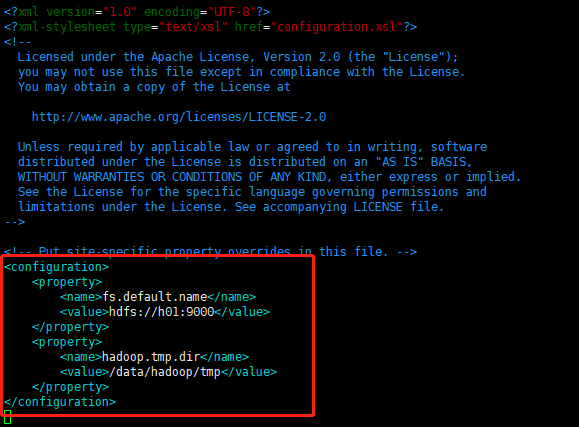 <?xml version="1.0" encoding="UTF-8"?>
<?xml-stylesheet type="text/xsl" href="configuration.xsl"?>
<!--
  Licensed under the Apache License, Version 2.0 (the "License");
  you may not use this file except in compliance with the License.
  You may obtain a copy of the License at

    http://www.apache.org/licenses/LICENSE-2.0

  Unless required by applicable law or agreed to in writing, software
  distributed under the License is distributed on an "AS IS" BASIS,
  WITHOUT WARRANTIES OR CONDITIONS OF ANY KIND, either express or implied.
  See the License for the specific language governing permissions and
  limitations under the License. See accompanying LICENSE file.
-->

<!-- Put site-specific property overrides in this file. -->
<configuration>
    <property>
        <name>fs.default.name</name>
        <value>hdfs://h01:9000</value>
    </property>
    <property>
        <name>hadoop.tmp.dir</name>
        <value>/data/hadoop/tmp</value>
    </property>
</configuration>